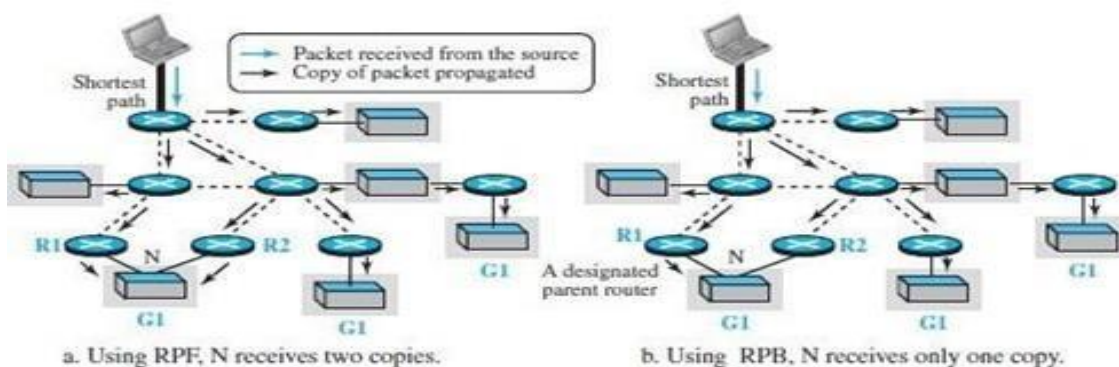 Packet received from the source
Copy of packet propagated
Shortest
path
R1
N
R2
G1
G1
G1
a. Using RPF, N receives two copies.
Shortest
path
R1
N
R2
A designated
parent router
G1
G1
G1
b. Using RPB, N receives only one copy.